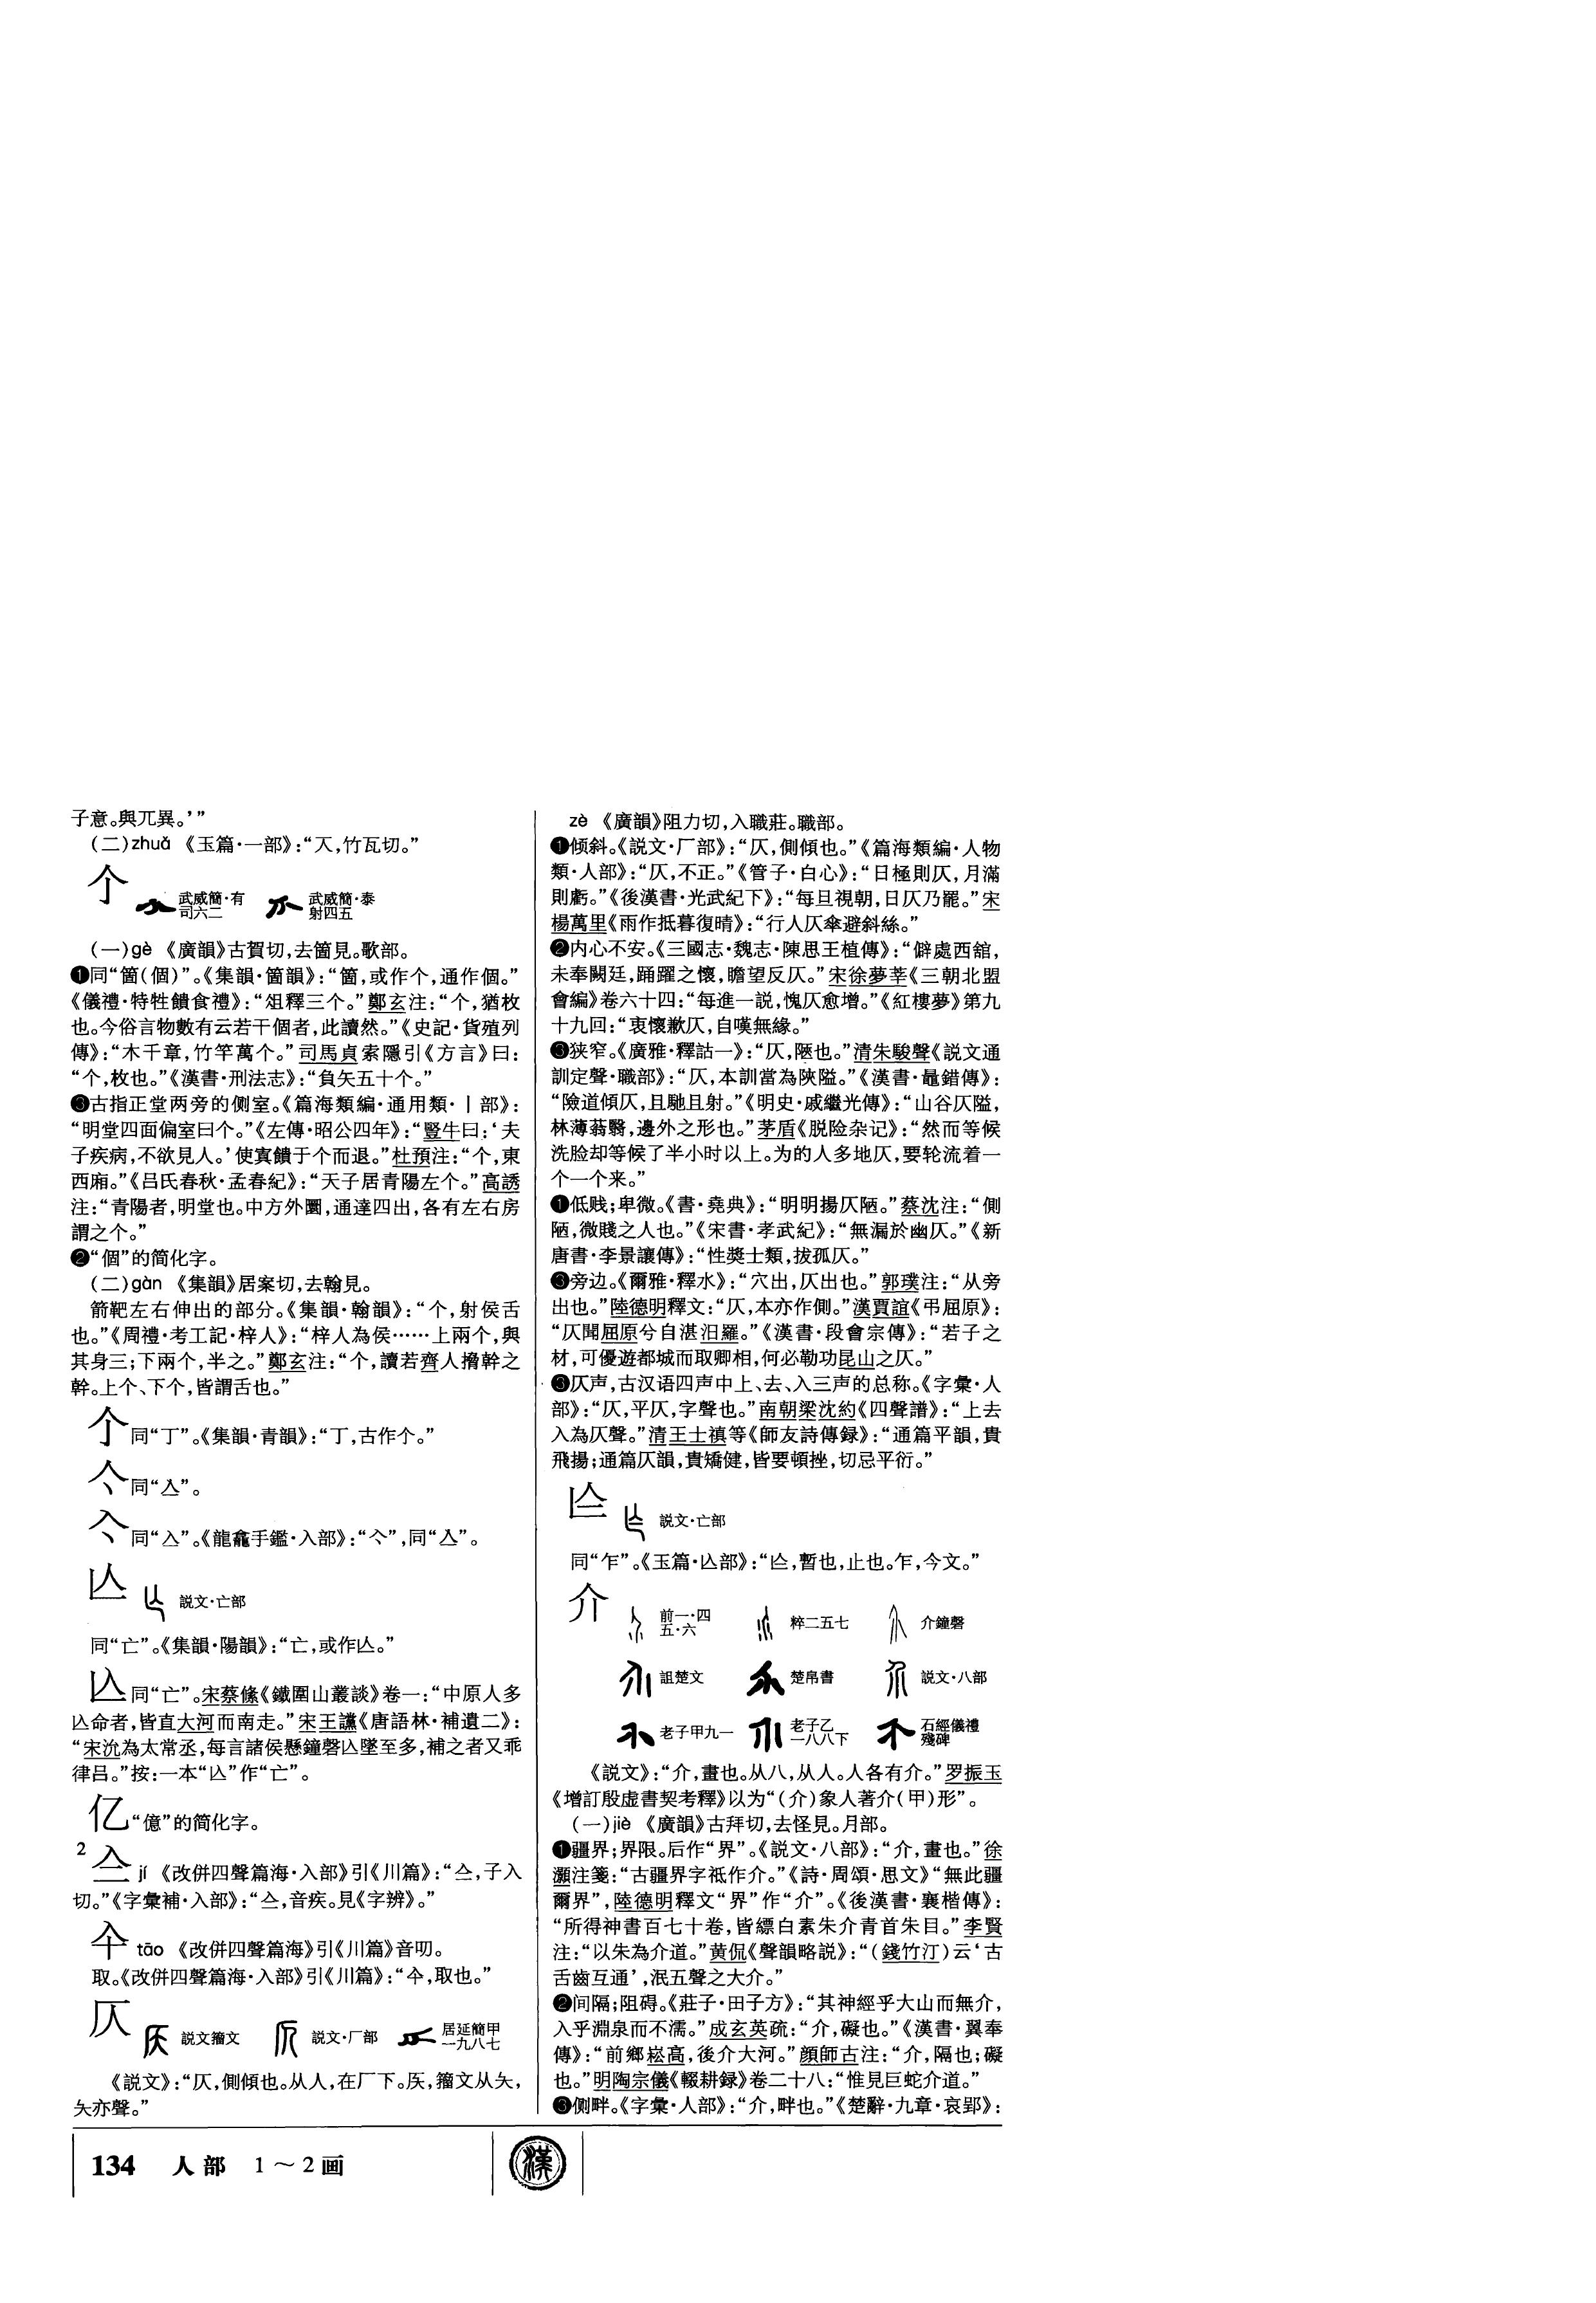 子意。與丌異。’”
(二)zhuǎ 《玉篇·一部》:“丌,竹瓦切。”
个
武威簡·有司六二 武威簡·泰射四五
(一)gè 《廣韻》古賀切,去箇見。歌部。
❶同“箇(個)”。《集韻·箇韻》:“箇,或作个,通作個。”
《儀禮·特牲饋食禮》:“俎釋三个。”鄭玄注:“个,猶枚
也。今俗言物數有云若干個者,此讀然。”《史記·貨殖列
傳》:“木千章,竹竿萬个。”司馬貞索隱引《方言》曰:
“个,枚也。”《漢書·刑法志》:“負矢五十个。”
❸古指正堂两旁的侧室。《篇海類編·通用類·丨部》:
“明堂四面偏室曰个。”《左傳·昭公四年》:“豎牛曰:‘夫
子疾病,不欲見人。’使寘饋于个而退。”杜預注:“个,東
西廂。”《吕氏春秋·孟春紀》:“天子居青陽左个。”高誘
注:“青陽者,明堂也。中方外圜,通達四出,各有左右房
謂之个。”
❷“個”的简化字。
(二)gàn 《集韻》居案切,去翰見。
箭靶左右伸出的部分。《集韻·翰韻》:“个,射侯舌
也。”《周禮·考工記·梓人》:“梓人為侯……上兩个,與
其身三;下兩个,半之。”鄭玄注:“个,讀若齊人搚幹之
幹。上个、下个,皆謂舌也。”
个同“丁”。《集韻·青韻》:“丁,古作个。”
亽同“亼”。
同“亼”。《龍龕手鑑·入部》:“亽”,同“亼”。
亾
説文·亡部
同“亡”。《集韻·陽韻》:“亡,或作亾。”
亾同“亡”。宋蔡絛《鐵圍山叢談》卷一:“中原人多
亾命者,皆直大河而南走。”宋王讜《唐語林·補遺二》:
“宋沇為太常丞,每言諸侯懸鐘磬亾墜至多,補之者又乖
律吕。”按:一本“亾”作“亡”。
亿“億”的简化字。
2 亼 jí 《改併四聲篇海·入部》引《川篇》:“仝,子入
切。”《字彙補·入部》:“仝,音疾。見《字辨》。”
tāo 《改併四聲篇海》引《川篇》音叨。
取。《改併四聲篇海·入部》引《川篇》:“,取也。”
仄
説文籀文 説文·厂部 居延簡甲一九八七
《説文》:“仄,側傾也。从人,在厂下。𠨮,籀文从夨,
夨亦聲。”
zè 《廣韻》阻力切,入職莊。職部。
❶倾斜。《説文·厂部》:“仄,側傾也。”《篇海類編·人物
類·人部》:“仄,不正。”《管子·白心》:“日極則仄,月滿
則虧。”《後漢書·光武紀下》:“每旦視朝,日仄乃罷。”宋
楊萬里《雨作抵暮復晴》:“行人仄傘避斜絲。”
❷内心不安。《三國志·魏志·陳思王植傳》:“僻處西舘,
未奉闕廷,踊躍之懷,瞻望反仄。”宋徐夢莘《三朝北盟
會編》卷六十四:“每進一説,愧仄愈增。”《紅樓夢》第九
十九回:“衷懷歉仄,自嘆無緣。”
❸狭窄。《廣雅·釋詁一》:“仄,陿也。”清朱駿聲《説文通
訓定聲·職部》:“仄,本訓當為陝隘。”《漢書·鼂錯傳》:
“險道傾仄,且馳且射。”《明史·戚繼光傳》:“山谷仄隘,
林薄蓊翳,邊外之形也。”茅盾《脱险杂记》:“然而等候
洗脸却等候了半小时以上。为的人多地仄,要轮流着一
个一个来。”
❶低贱;卑微。《書·堯典》:“明明揚仄陋。”蔡沈注:“側
陋,微賤之人也。”《宋書·孝武紀》:“無漏於幽仄。”《新
唐書·李景讓傳》:“性獎士類,拔孤仄。”
❸旁边。《爾雅·釋水》:“穴出,仄出也。”郭璞注:“从旁
出也。”陸德明釋文:“仄,本亦作側。”漢賈誼《弔屈原》:
“仄聞屈原兮自湛汨羅。”《漢書·段會宗傳》:“若子之
材,可優遊都城而取卿相,何必勒功昆山之仄。”
❸仄声,古汉语四声中上、去、入三声的总称。《字彙·人
部》:“仄,平仄,字聲也。”南朝梁沈約《四聲譜》:“上去
入為仄聲。”清王士禛等《師友詩傳録》:“通篇平韻,貴
飛揚;通篇仄韻,貴矯健,皆要頓挫,切忌平衍。”
説文·亡部
同“乍”。《玉篇·亾部》:“,暫也,止也。乍,今文。”
介
前一·四五·六 粹二五七 介鐘磬
詛楚文 楚帛書 説文·八部
老子甲九一 老子乙一八八下 石經儀禮殘碑
《説文》:“介,畫也。从八,从人。人各有介。”罗振玉
《增訂殷虛書契考釋》以为“(介)象人著介(甲)形”。
(一)jiè 《廣韻》古拜切,去怪見。月部。
❶疆界;界限。后作“界”。《説文·八部》:“介,畫也。”徐
灝注箋:“古疆界字祇作介。”《詩·周頌·思文》“無此疆
爾界”,陸德明釋文“界”作“介”。《後漢書·襄楷傳》:
“所得神書百七十卷,皆縹白素朱介青首朱目。”李賢
注:“以朱為介道。”黄侃《聲韻略説》:“(錢竹汀)云‘古
舌齒互通’,泯五聲之大介。”
❷间隔;阻碍。《莊子·田子方》:“其神經乎大山而無介,
入乎淵泉而不濡。”成玄英疏:“介,礙也。”《漢書·翼奉
傳》:“前鄉崧高,後介大河。”顔師古注:“介,隔也;礙
也。”明陶宗儀《輟耕録》卷二十八:“惟見巨蛇介道。”
❸侧畔。《字彙·人部》:“介,畔也。”《楚辭·九章·哀郢》:
134 人部 1～2画 漢